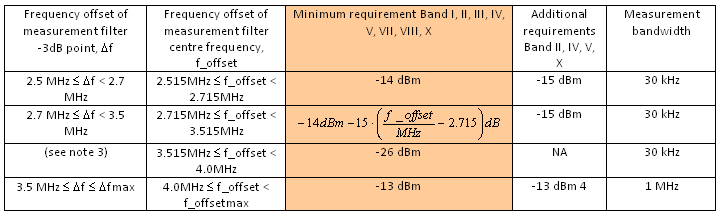 Frequency offset of
measurement filter
-3dB point, Δf
Frequency offset of
measurement filter
centre frequency,
f_offset
Minimum requirement Band I, II, III, IV,
V, VII, VIII, X
Additional
requirements
Band II, IV, V,
X
Measurement
bandwidth
2.5 MHz ≤ Δf < 2.7
MHz
2.515MHz ≤ f_offset <
2.715MHz
-14 dBm
-15 dBm
30 kHz
2.7 MHz ≤ Δf < 3.5
MHz
2.715MHz ≤ f_offset <
3.515MHz
−14dBm −15 · ( f _ offset / MHz − 2.715 ) dB
-15 dBm
30 kHz
(see note 3)
3.515MHz ≤ f_offset <
4.0MHz
-26 dBm
NA
30 kHz
3.5 MHz ≤ Δf ≤ Δfmax
4.0MHz ≤ f_offset <
f_offsetmax
-13 dBm
-13 dBm 4
1 MHz